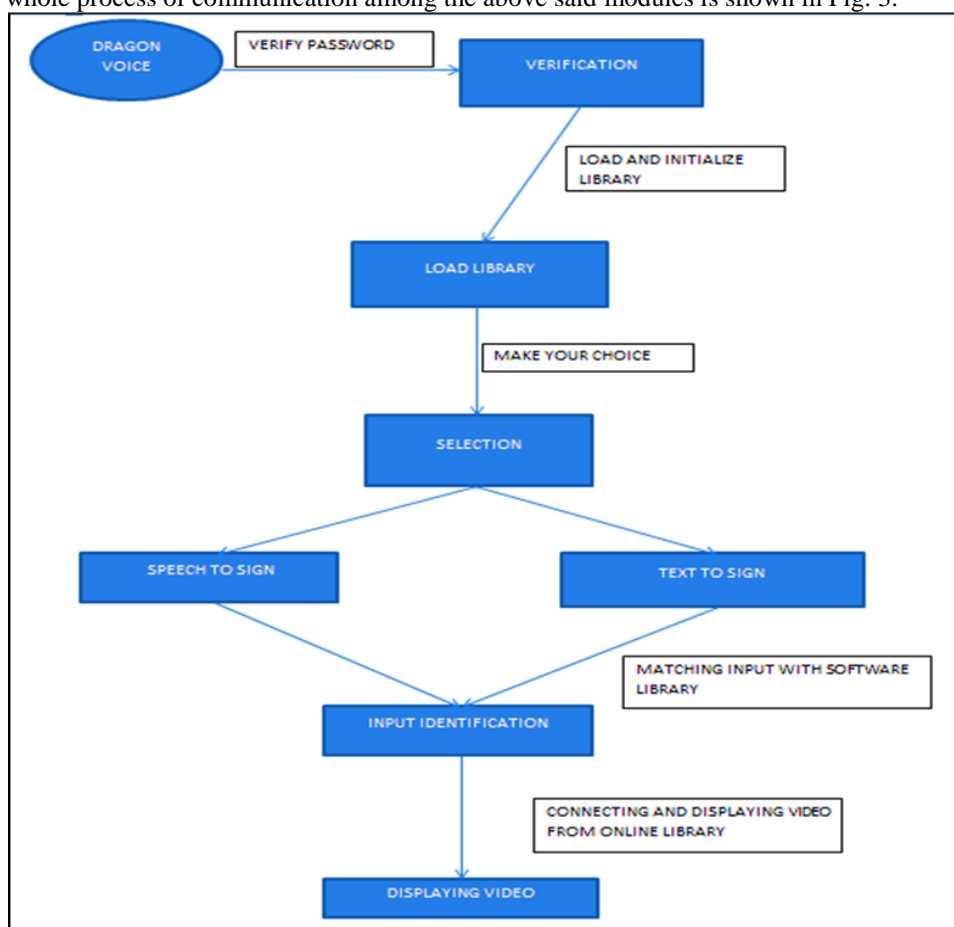 whole process of communication among the above said modules is shown in Fig. 3.
DRAGON
VOICE
VERIFY PASSWORD
VERIFICATION
LOAD AND INITIALIZE
LIBRARY
LOAD LIBRARY
MAKE YOUR CHOICE
SELECTION
SPEECH TO SIGN
TEXT TO SIGN
MATCHING INPUT WITH SOFTWARE
LIBRARY
INPUT IDENTIFICATION
CONNECTING AND DISPLAYING VIDEO
FROM ONLINE LIBRARY
DISPLAYING VIDEO